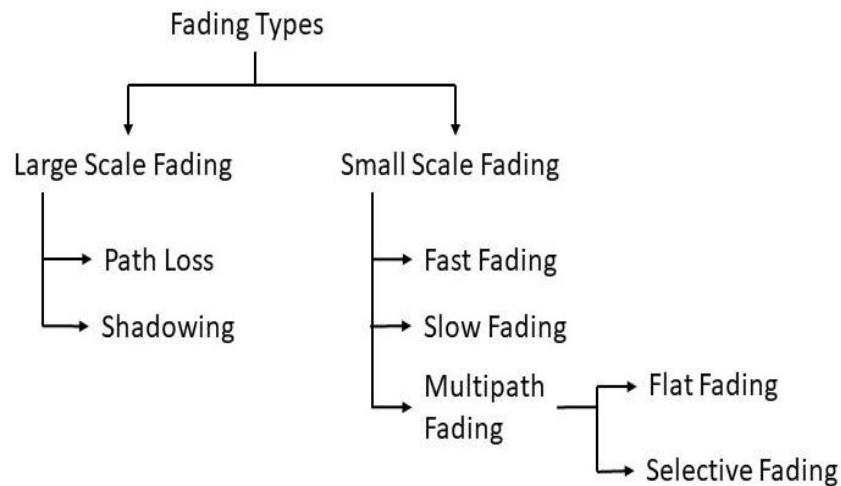 Fading Types
Large Scale Fading
Small Scale Fading
Path Loss
Shadowing
Fast Fading
Slow Fading
Multipath
Fading
Flat Fading
Selective Fading